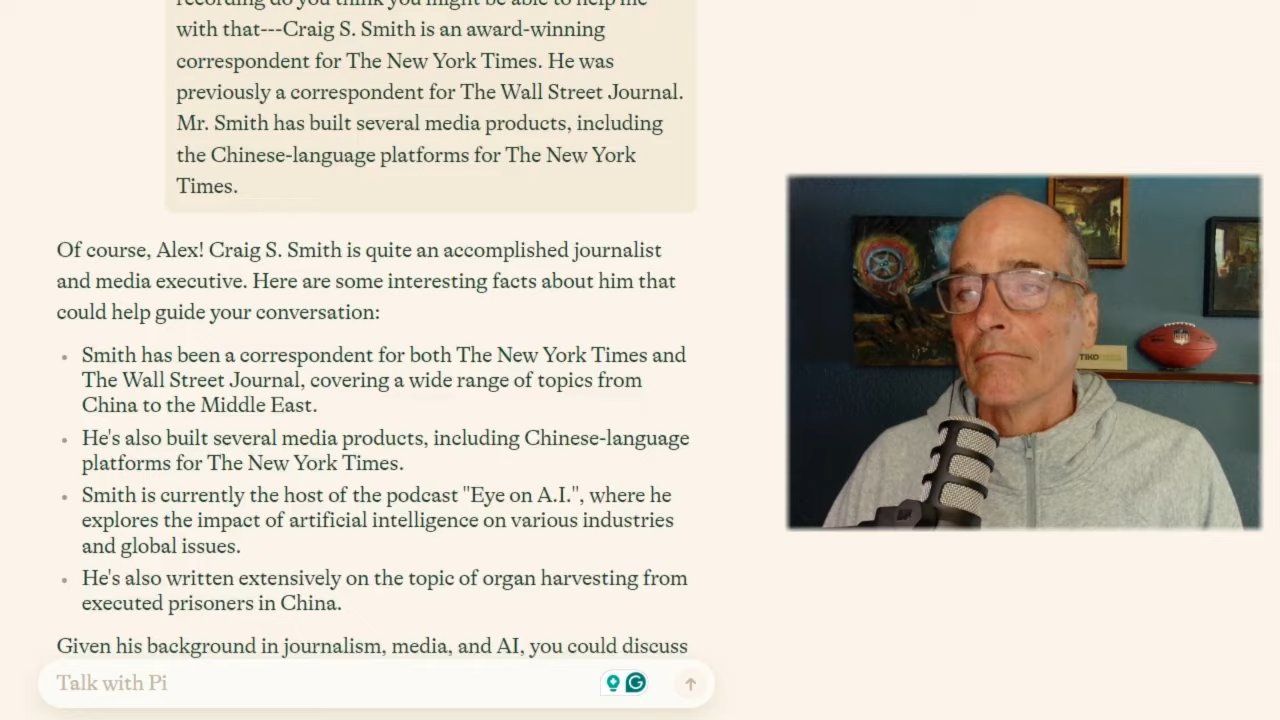 recording do you think you might be able to help me
with that---Craig S. Smith is an award-winning
correspondent for The New York Times. He was
previously a correspondent for The Wall Street Journal.
Mr. Smith has built several media products, including
the Chinese-language platforms for The New York
Times.
Of course, Alex! Craig S. Smith is quite an accomplished journalist
and media executive. Here are some interesting facts about him that
could help guide your conversation:
• Smith has been a correspondent for both The New York Times and
The Wall Street Journal, covering a wide range of topics from
China to the Middle East.
• He's also built several media products, including Chinese-language
platforms for The New York Times.
• Smith is currently the host of the podcast "Eye on A.I.", where he
explores the impact of artificial intelligence on various industries
and global issues.
• He's also written extensively on the topic of organ harvesting from
executed prisoners in China.
Given his background in journalism, media, and AI, you could discuss
Talk with Pi
TIKO
NFL